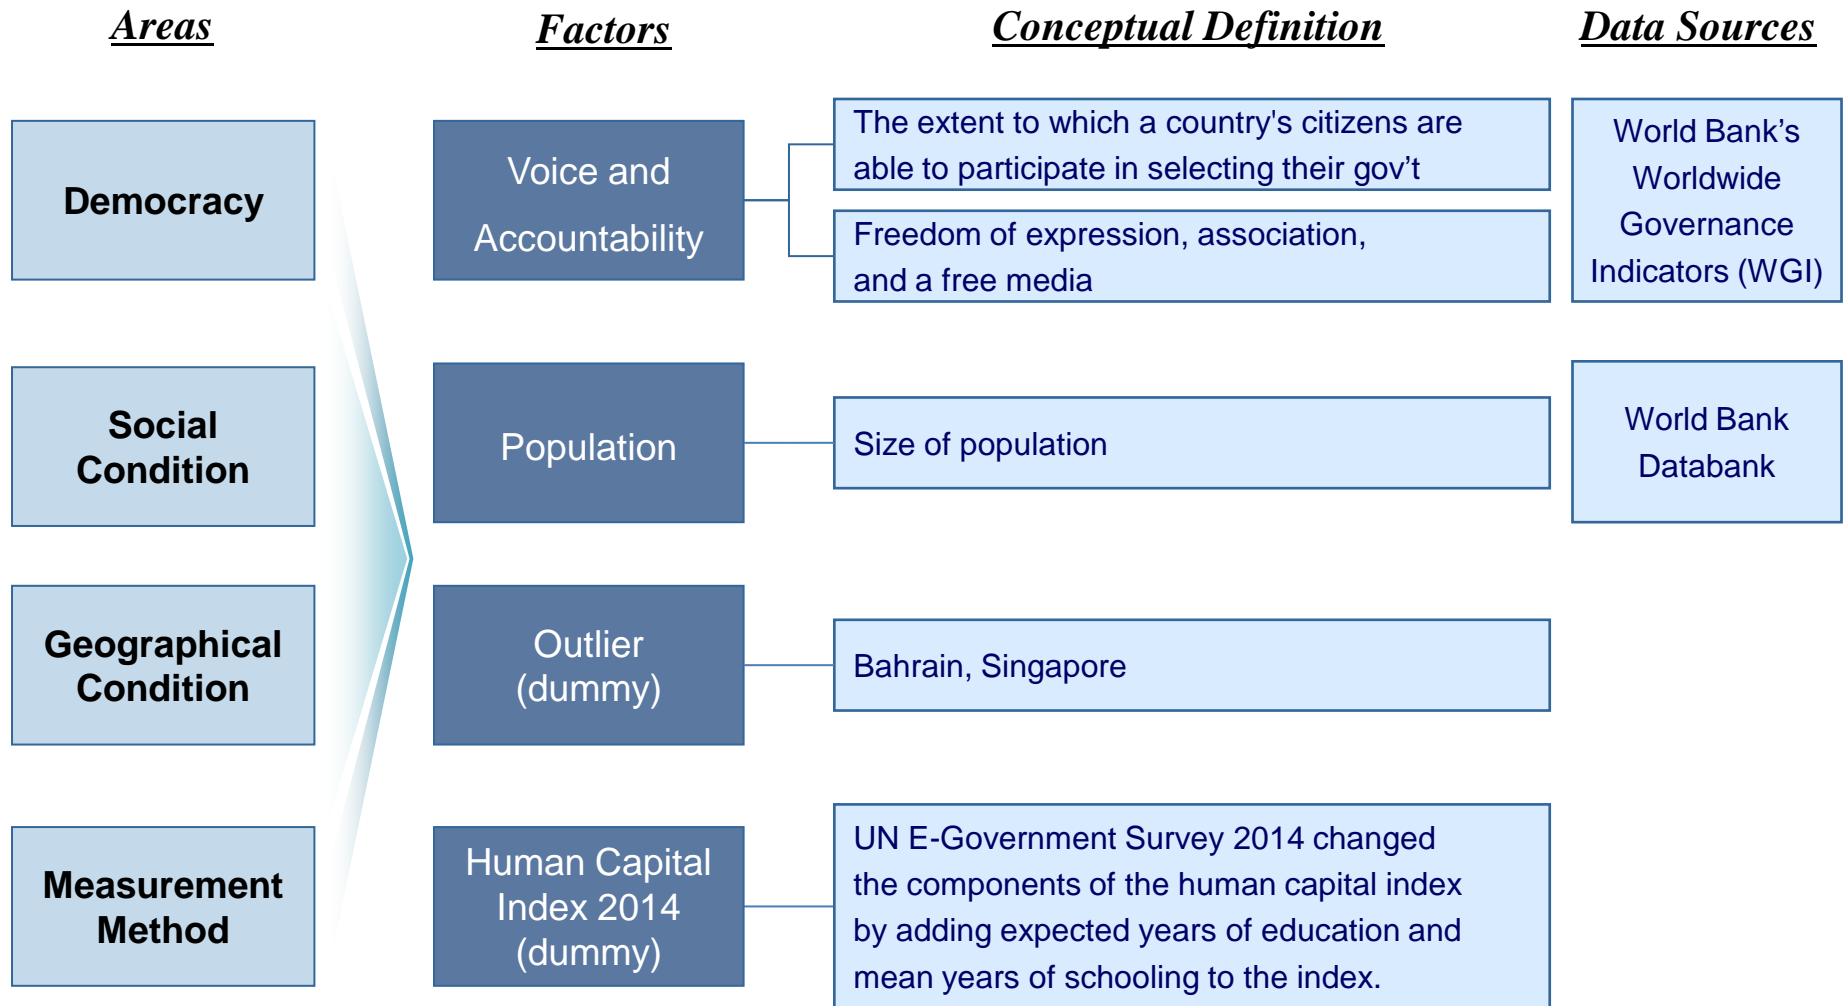 Areas
Factors
Conceptual Definition
Data Sources
Democracy
Voice and
Accountability
The extent to which a country's citizens are
able to participate in selecting their gov’t
Freedom of expression, association,
and a free media
World Bank’s
Worldwide
Governance
Indicators (WGI)
Social
Condition
Population
Size of population
World Bank
Databank
Geographical
Condition
Outlier
(dummy)
Bahrain, Singapore
Measurement
Method
Human Capital
Index 2014
(dummy)
UN E-Government Survey 2014 changed
the components of the human capital index
by adding expected years of education and
mean years of schooling to the index.